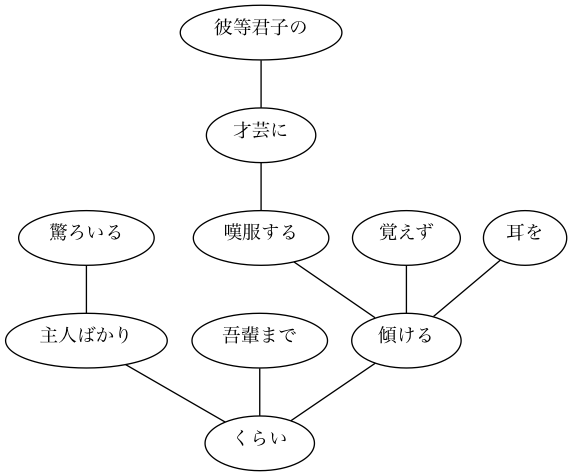 彼等君子の
才芸に
嘆服する
驚ろいる
覚えず
耳を
主人ばかり
吾輩まで
傾ける
くらい